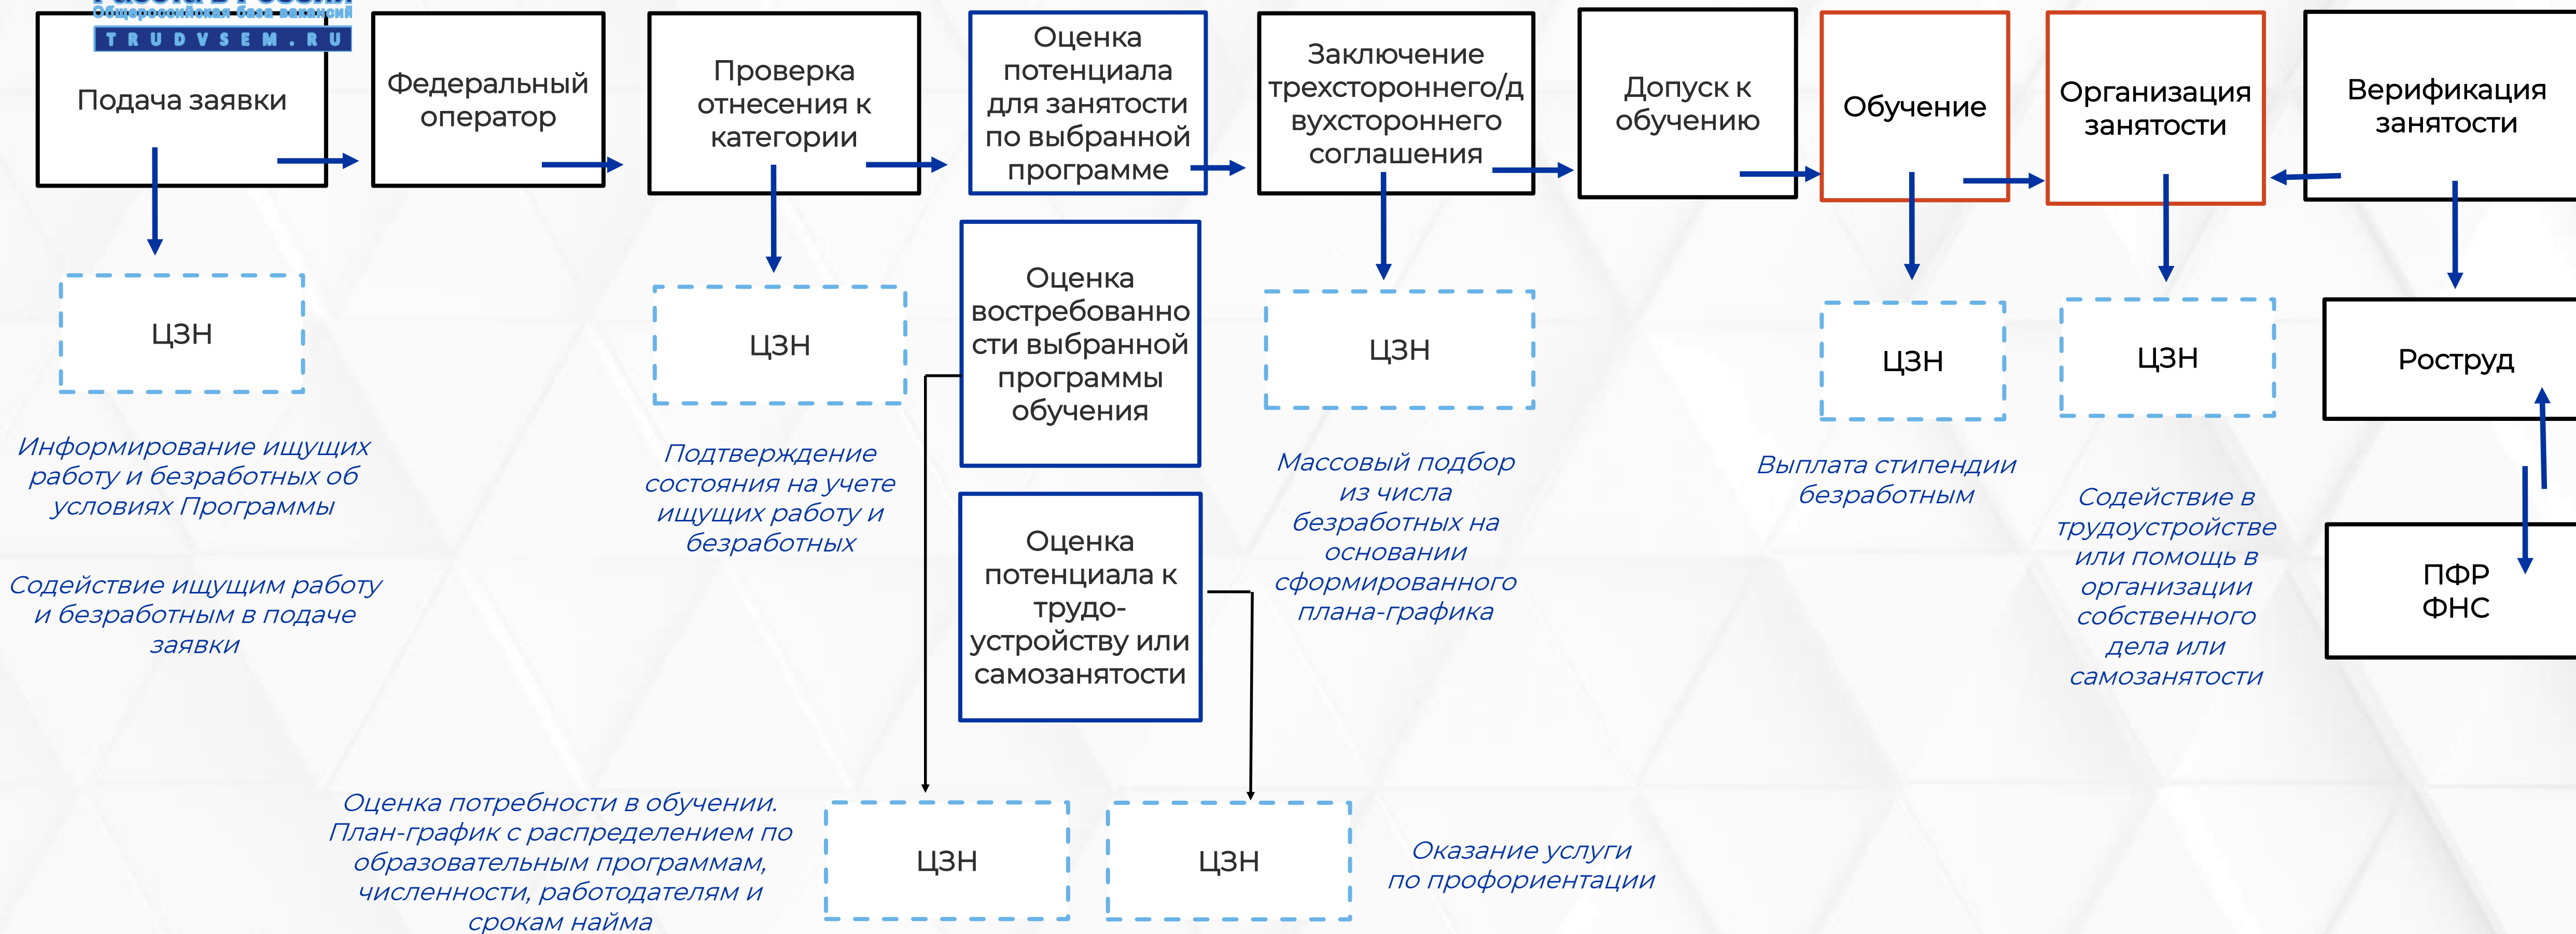 Работа в России
Общероссийская база вакансий
TRUDVSEM.RU
Подача заявки
Федеральный
оператор
Проверка
отнесения к
категории
Оценка
потенциала
для занятости
по выбранной
программе
Заключение
трехстороннего/д
вухстороннего
соглашения
Допуск к
обучению
Обучение
Организация
занятости
Верификация
занятости
ЦЗН
ЦЗН
Оценка
востребованно
сти выбранной
программы
обучения
ЦЗН
ЦЗН
ЦЗН
Роструд
Информирование ищущих
работу и безработных об
условиях Программы
Содействие ищущим работу
и безработным в подаче
заявки
Подтверждение
состояния на учете
ищущих работу и
безработных
Оценка
потенциала к
трудо-
устройству или
самозанятости
Массовый подбор
из числа
безработных на
основании
сформированного
плана-графика
Выплата стипендии
безработным
Содействие в
трудоустройстве
или помощь в
организации
собственного
дела или
самозанятости
ПФР
ФНС
Оценка потребности в обучении.
План-график с распределением по
образовательным программам,
численности, работодателям и
срокам найма
ЦЗН
ЦЗН
Оказание услуги
по профориентации